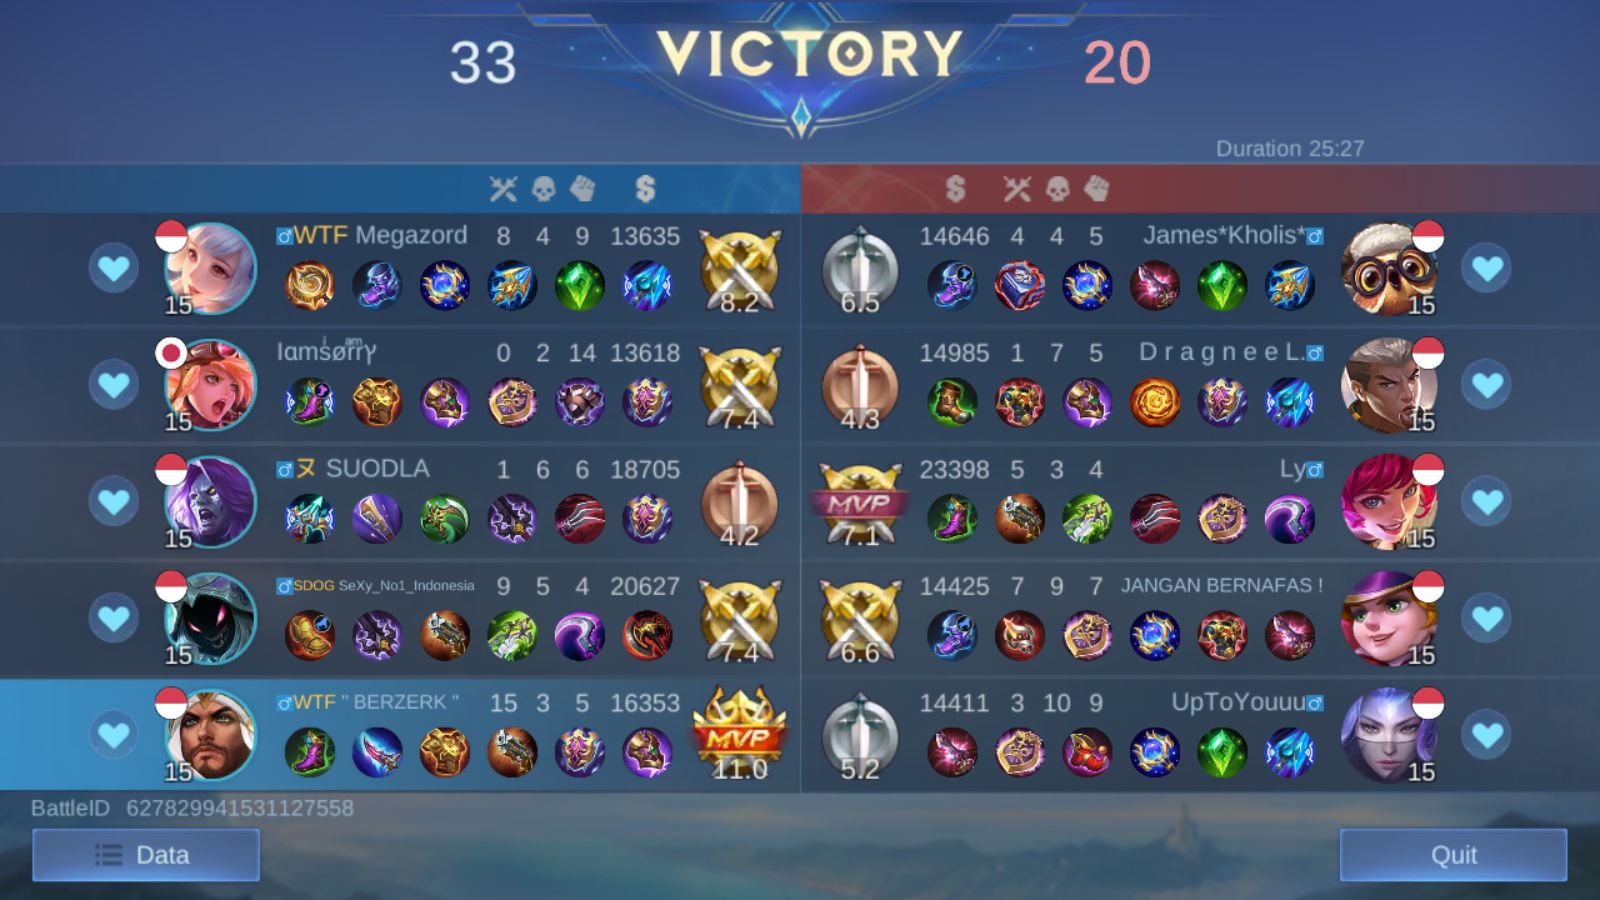 33 VICTORY 20
Duration 25:27
WTF Megazord 8 4 9 13635
15 8.2
14646 4 4 5 James*Kholis*
6.5 15
0 2 14 13618
15 7.4
14985 1 7 5 DragneeL.
4.3 15
ヌ SUODLA 1 6 6 18705
15 4.2
23398 5 3 4 Ly
MVP 7.1 15
SDOG SeXy_No1_Indonesia 9 5 4 20627
15 7.4
14425 7 9 7 JANGAN BERNAFAS !
6.6 15
WTF " BERZERK " 15 3 5 16353
15 MVP 11.0
14411 3 10 9 UpToYouuu
5.2 15
BattleID 627829941531127558
Data
Quit